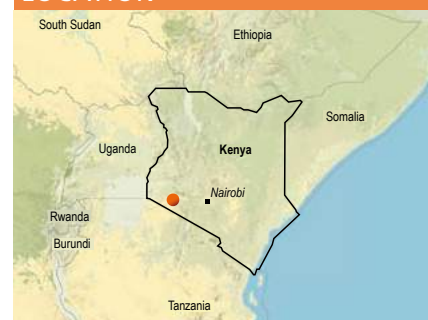 South Sudan
Ethiopia
Somalia
Uganda
Kenya
Nairobi
Rwanda
Burundi
Tanzania